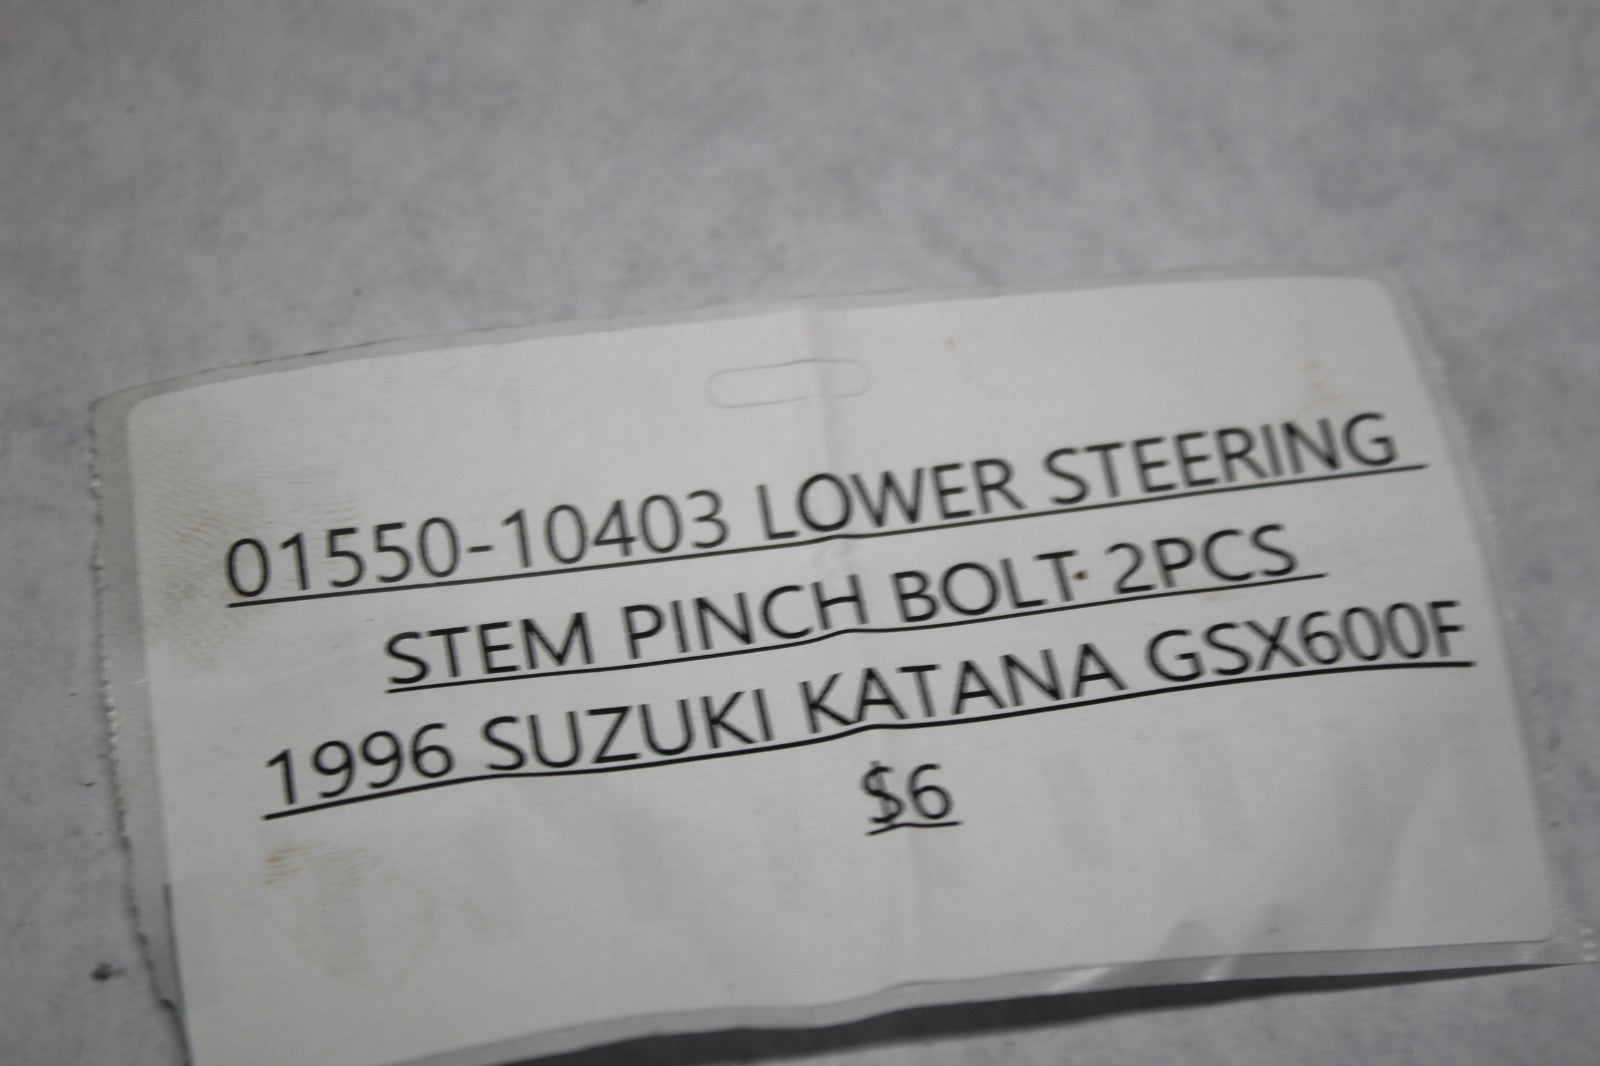 01550-10403 LOWER STEERING
STEM PINCH BOLT 2PCS
1996 SUZUKI KATANA GSX600F
$6